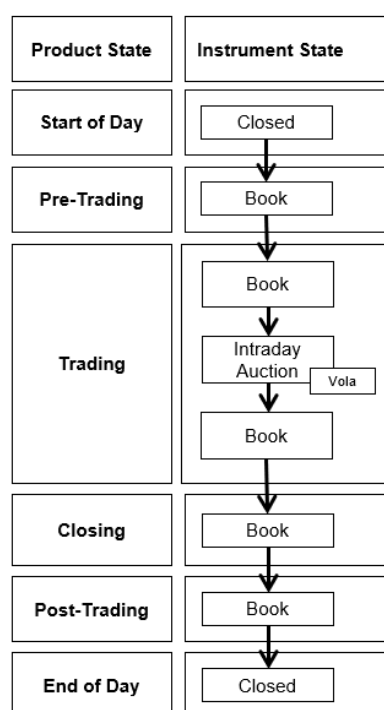 Product State
Instrument State
Start of Day
Closed
Pre-Trading
Book
Trading
Book
Intraday
Auction
Vola
Book
Closing
Book
Post-Trading
Book
End of Day
Closed